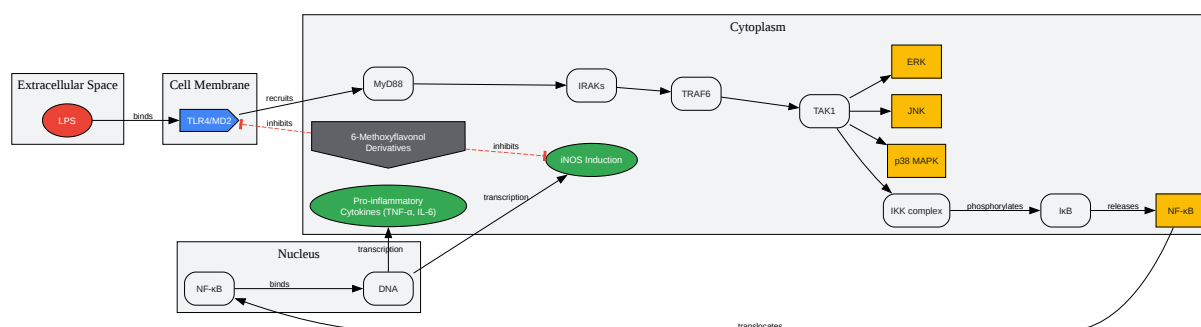 Cytoplasm
Extracellular Space
Cell Membrane
LPS
binds
TLR4/MD2
recruits
MyD88
IRAKs
TRAF6
TAK1
ERK
JNK
p38 MAPK
inhibits
6-Methoxyflavonol
Derivatives
inhibits
iNOS Induction
Pro-inflammatory
Cytokines (TNF-α, IL-6)
transcription
IKK complex
phosphorylates
IκB
releases
NF-κB
transcription
Nucleus
NF-κB
binds
DNA
translocates